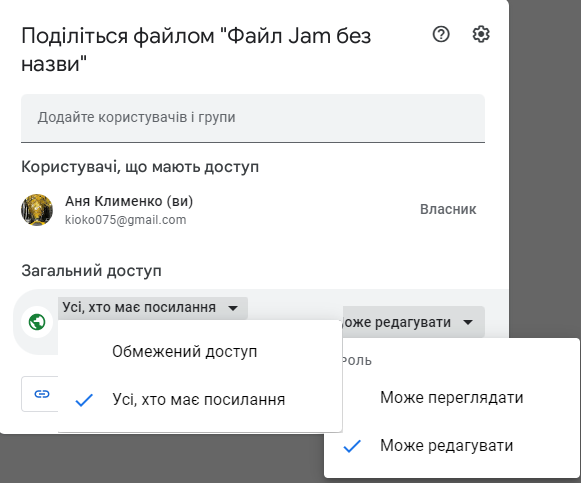 Поділіться файлом "Файл Jam без
назви"
Додайте користувачів і групи
Користувачі, що мають доступ
Аня Клименко (ви)
kioko075@gmail.com
Власник
Загальний доступ
Усі, хто має посилання
оже редагувати
Обмежений доступ
Усі, хто має посилання
РОЛЬ
Може переглядати
Може редагувати